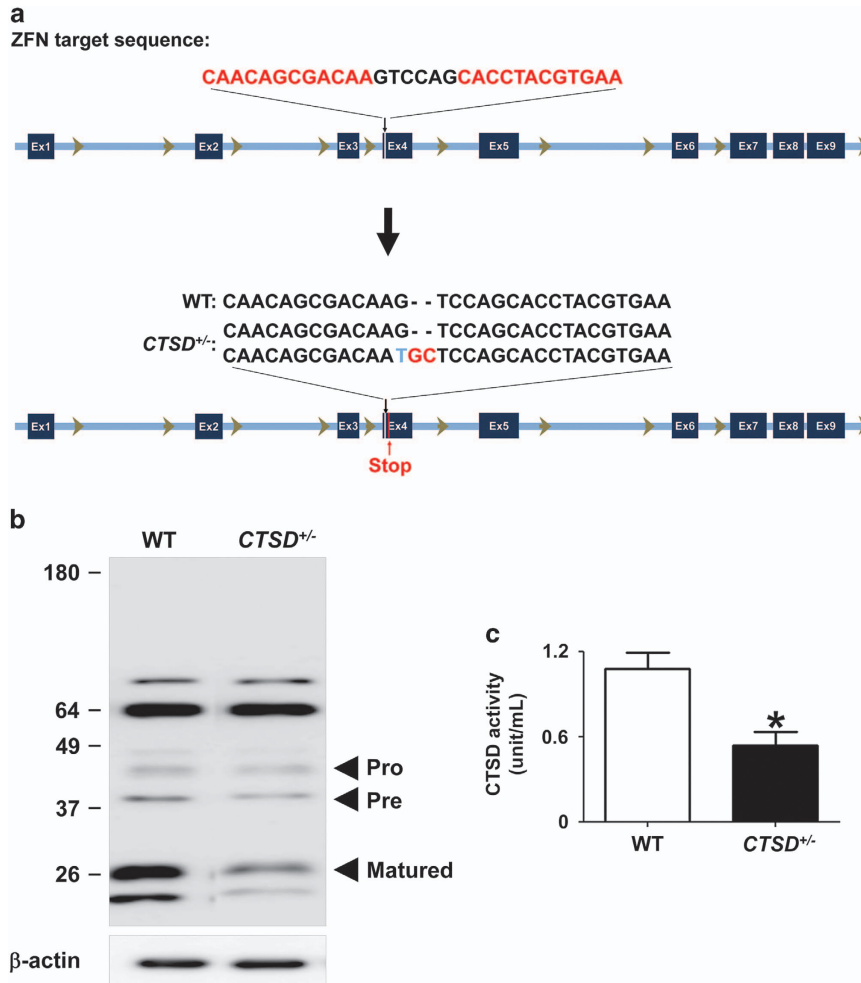 a
ZFN target sequence:
CAACAGCGACAAGTCCAGCACCTACGTGAA
Ex1 Ex2 Ex3 Ex4 Ex5 Ex6 Ex7 Ex8 Ex9
WT: CAACAGCGACAAG--TCCAGCACCTACGTGAA
CAACAGCGACAAG--TCCAGCACCTACGTGAA
CTSD+/-:
CAACAGCGACAATGCTCCAGCACCTACGTGAA
Ex1 Ex2 Ex3 Ex4 Ex5 Ex6 Ex7 Ex8 Ex9
Stop
b
WT CTSD+/-
180
64
49
Pro
Pre
37
26
Matured
β-actin
c
CTSD activity
(unit/mL)
1.2
0.6
0
*
WT CTSD+/-